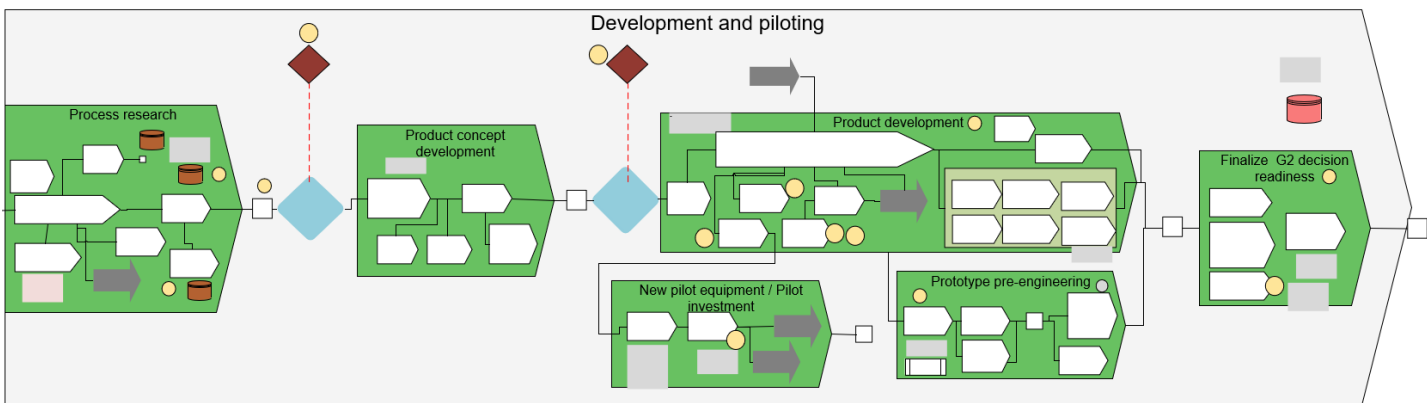 Development and piloting
Process research
Product concept
development
Product development
Finalize G2 decision
readiness
New pilot equipment / Pilot
investment
Prototype pre-engineering